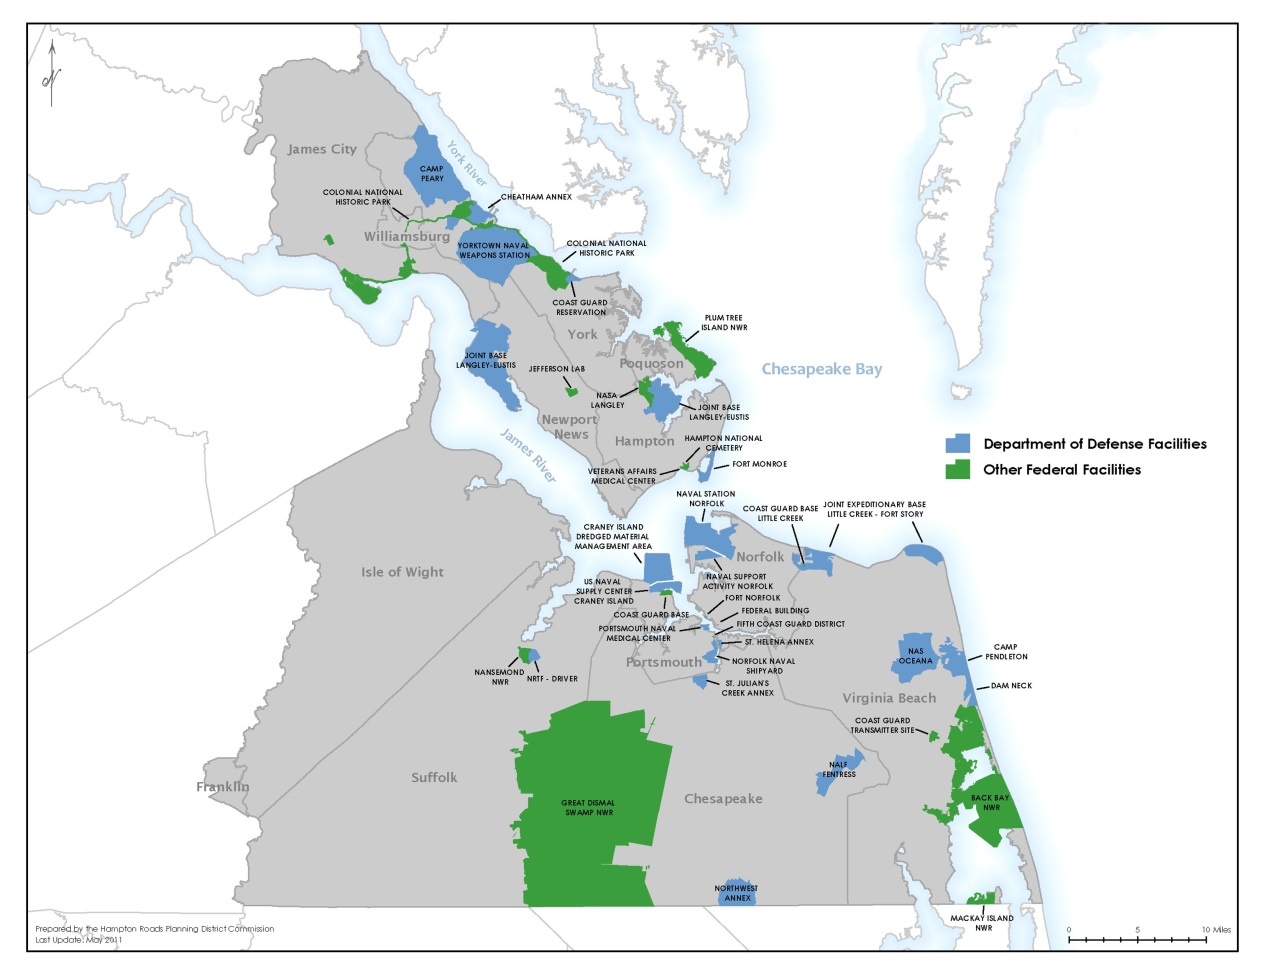 N
James City
York River
CAMP
PEARY
COLONIAL NATIONAL
HISTORIC PARK
CHEATHAM ANNEX
Williamsburg
YORKTOWN NAVAL
WEAPONS STATION
COLONIAL NATIONAL
HISTORIC PARK
COAST GUARD
RESERVATION
York
PLUM TREE
ISLAND NWR
JOINT BASE
LANGLEY-EUSTIS
JEFFERSON LAB
Poquoson
Chesapeake Bay
NASA
LANGLEY
JOINT BASE
LANGLEY-EUSTIS
Newport
News
Hampton
HAMPTON NATIONAL
CEMETERY
James River
VETERANS AFFAIRS
MEDICAL CENTER
FORT MONROE
Department of Defense Facilities
Other Federal Facilities
NAVAL STATION
NORFOLK
COAST GUARD BASE
LITTLE CREEK
JOINT EXPEDITIONARY BASE
LITTLE CREEK - FORT STORY
CRANEY ISLAND
DREDGED MATERIAL
MANAGEMENT AREA
Norfolk
Isle of Wight
US NAVAL
SUPPLY CENTER
CRANEY ISLAND
NAVAL SUPPORT
ACTIVITY NORFOLK
FORT NORFOLK
COAST GUARD BASE
FEDERAL BUILDING
PORTSMOUTH NAVAL
MEDICAL CENTER
FIFTH COAST GUARD DISTRICT
ST. HELENA ANNEX
Portsmouth
NORFOLK NAVAL
SHIPYARD
NAS
OCEANA
CAMP
PENDLETON
NANSEMOND
NWR
NRTF - DRIVER
ST. JULIAN'S
CREEK ANNEX
DAM NECK
Virginia Beach
COAST GUARD
TRANSMITTER SITE
NALF
FENTRESS
Suffolk
Franklin
GREAT DISMAL
SWAMP NWR
Chesapeake
BACK BAY
NWR
NORTHWEST
ANNEX
MACKAY ISLAND
NWR
Prepared by the Hampton Roads Planning District Commission
Last Update: May 2011
0 5 10 Miles